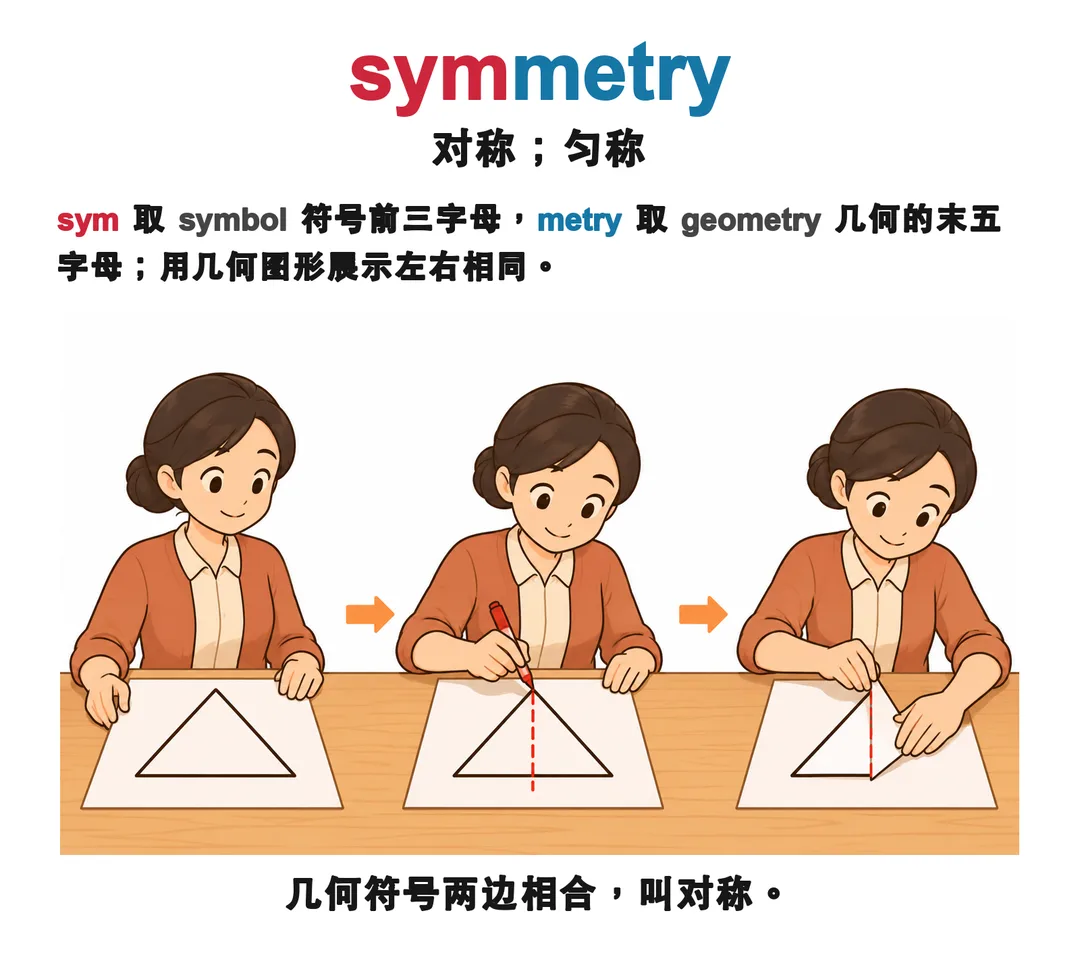 symmetry
对称；匀称
sym 取 symbol 符号前三字母，metry 取 geometry 几何的末五
字母；用几何图形展示左右相同。
几何符号两边相合，叫对称。